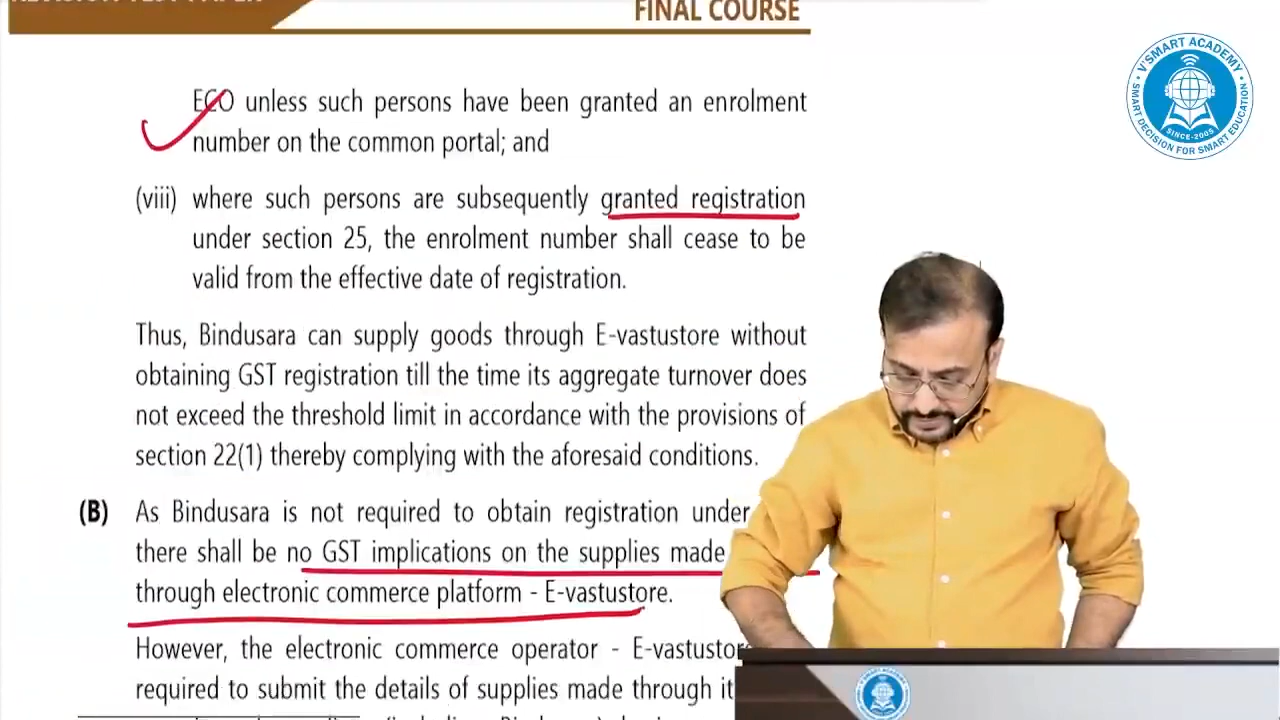 FINAL COURSE
V'SMART ACADEMY
SINCE-2005
SMART DECISION FOR SMART EDUCATION
ECO unless such persons have been granted an enrolment
number on the common portal; and
(viii) where such persons are subsequently granted registration
under section 25, the enrolment number shall cease to be
valid from the effective date of registration.
Thus, Bindusara can supply goods through E-vastustore without
obtaining GST registration till the time its aggregate turnover does
not exceed the threshold limit in accordance with the provisions of
section 22(1) thereby complying with the aforesaid conditions.
(B) As Bindusara is not required to obtain registration under
there shall be no GST implications on the supplies made
through electronic commerce platform - E-vastustore.
However, the electronic commerce operator - E-vastustore
required to submit the details of supplies made through it